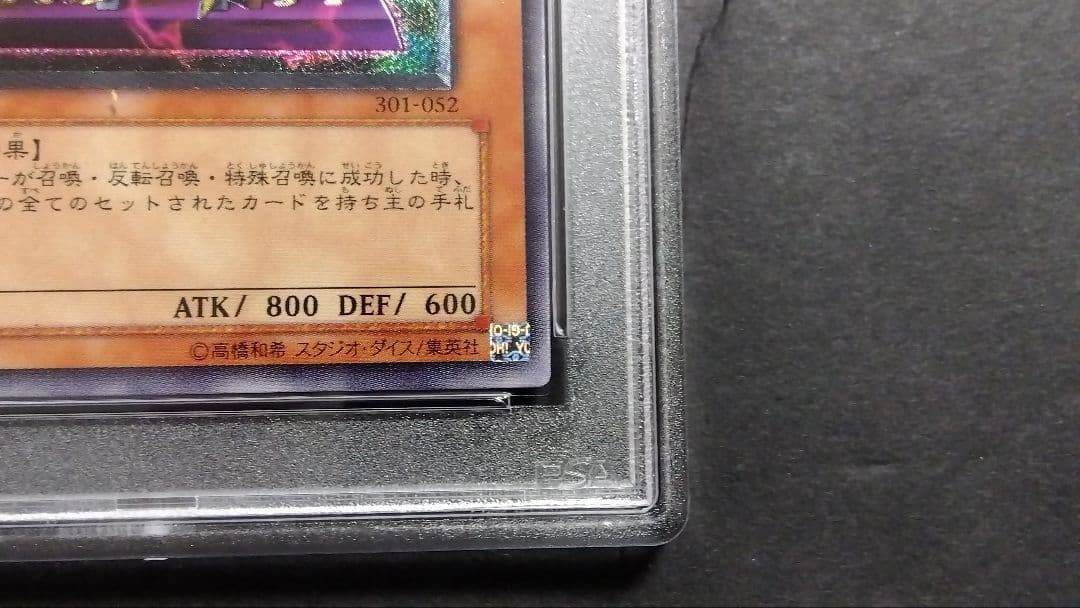 301-052
果】
ーが召喚・反転召喚・特殊召喚に成功した時、
の全てのセットされたカードを持ち主の手札
ATK/ 800 DEF/ 600
©高橋和希 スタジオ・ダイス/集英社
PSA